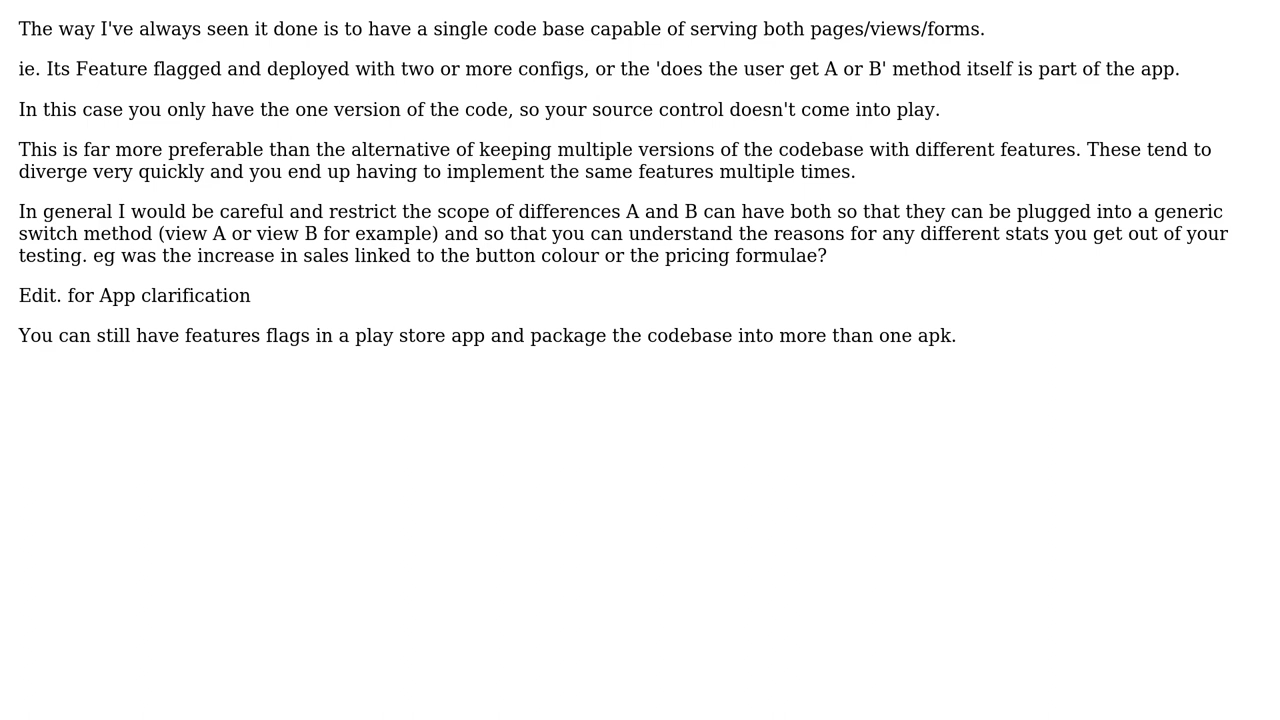 The way I've always seen it done is to have a single code base capable of serving both pages/views/forms.
ie. Its Feature flagged and deployed with two or more configs, or the 'does the user get A or B' method itself is part of the app.
In this case you only have the one version of the code, so your source control doesn't come into play.
This is far more preferable than the alternative of keeping multiple versions of the codebase with different features. These tend to
diverge very quickly and you end up having to implement the same features multiple times.
In general I would be careful and restrict the scope of differences A and B can have both so that they can be plugged into a generic
switch method (view A or view B for example) and so that you can understand the reasons for any different stats you get out of your
testing. eg was the increase in sales linked to the button colour or the pricing formulae?
Edit. for App clarification
You can still have features flags in a play store app and package the codebase into more than one apk.